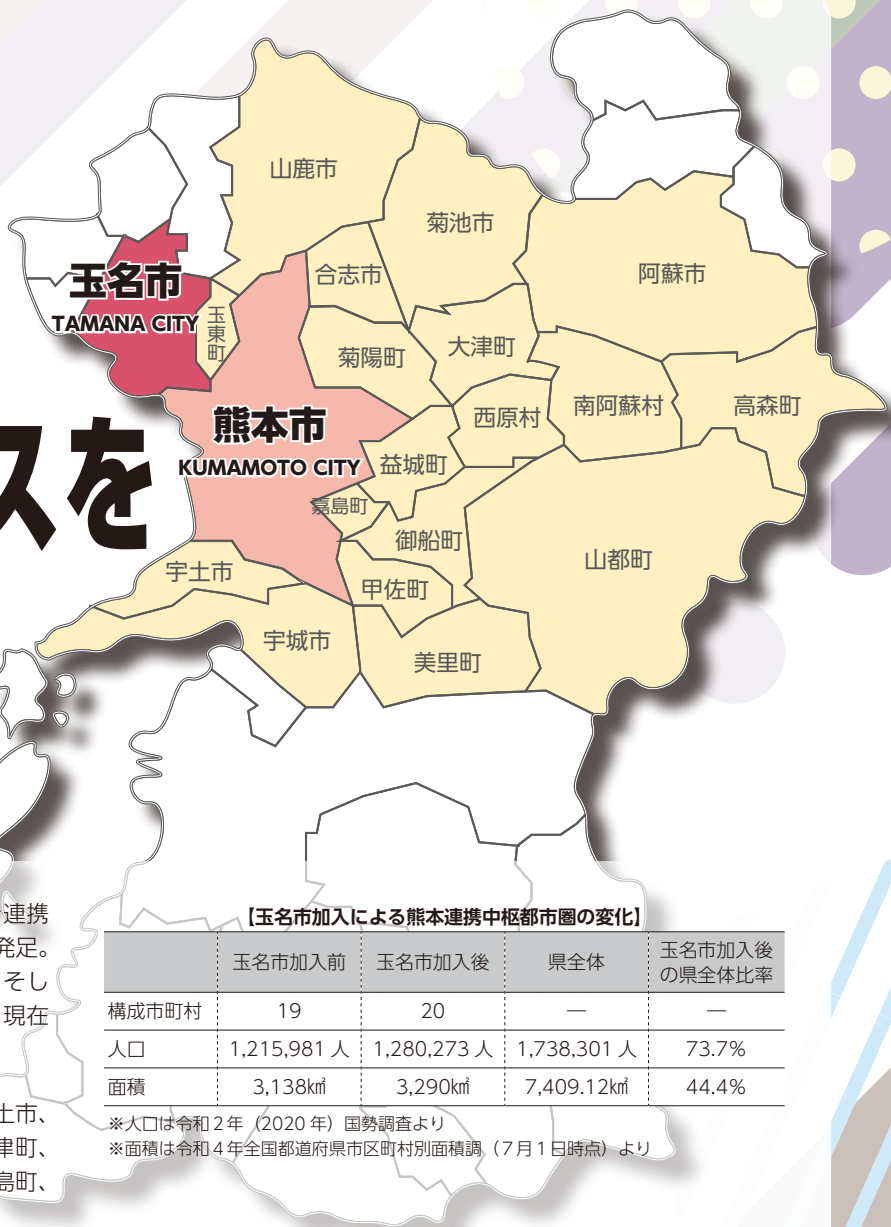 山鹿市
菊池市
阿蘇市
合志市
玉名市
TAMANA CITY
玉東町
大津町
菊陽町
南阿蘇村
高森町
西原村
熊本市
KUMAMOTO CITY
益城町
嘉島町
御船町
山都町
宇土市
甲佐町
宇城市
美里町
スを
連携
発足。
そし
現在
土市、
津町、
島町、
【玉名市加入による熊本連携中枢都市圏の変化】
玉名市加入前 玉名市加入後 県全体 玉名市加入後の県全体比率
構成市町村 19 20 ― ―
人口 1,215,981 人 1,280,273 人 1,738,301 人 73.7%
面積 3,138㎢ 3,290㎢ 7,409.12㎢ 44.4%
※人口は令和2年（2020 年）国勢調査より
※面積は令和4年全国都道府県市区町村別面積調（7月1日時点）より